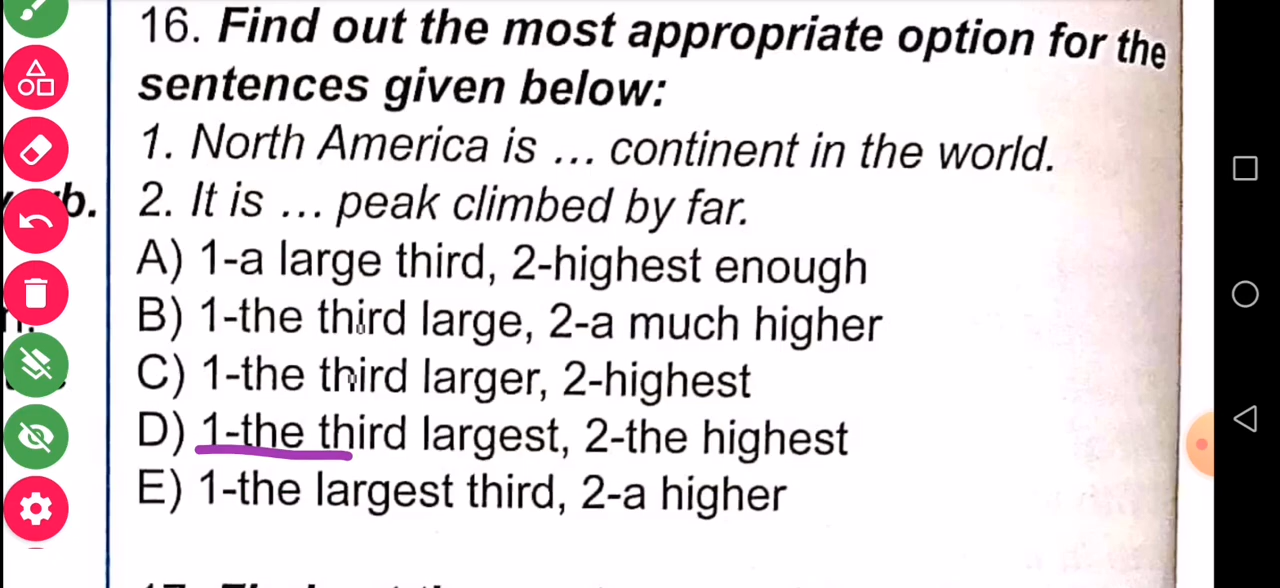 16. Find out the most appropriate option for the
sentences given below:
1. North America is ... continent in the world.
b. 2. It is ... peak climbed by far.
A) 1-a large third, 2-highest enough
B) 1-the third large, 2-a much higher
C) 1-the third larger, 2-highest
D) 1-the third largest, 2-the highest
E) 1-the largest third, 2-a higher